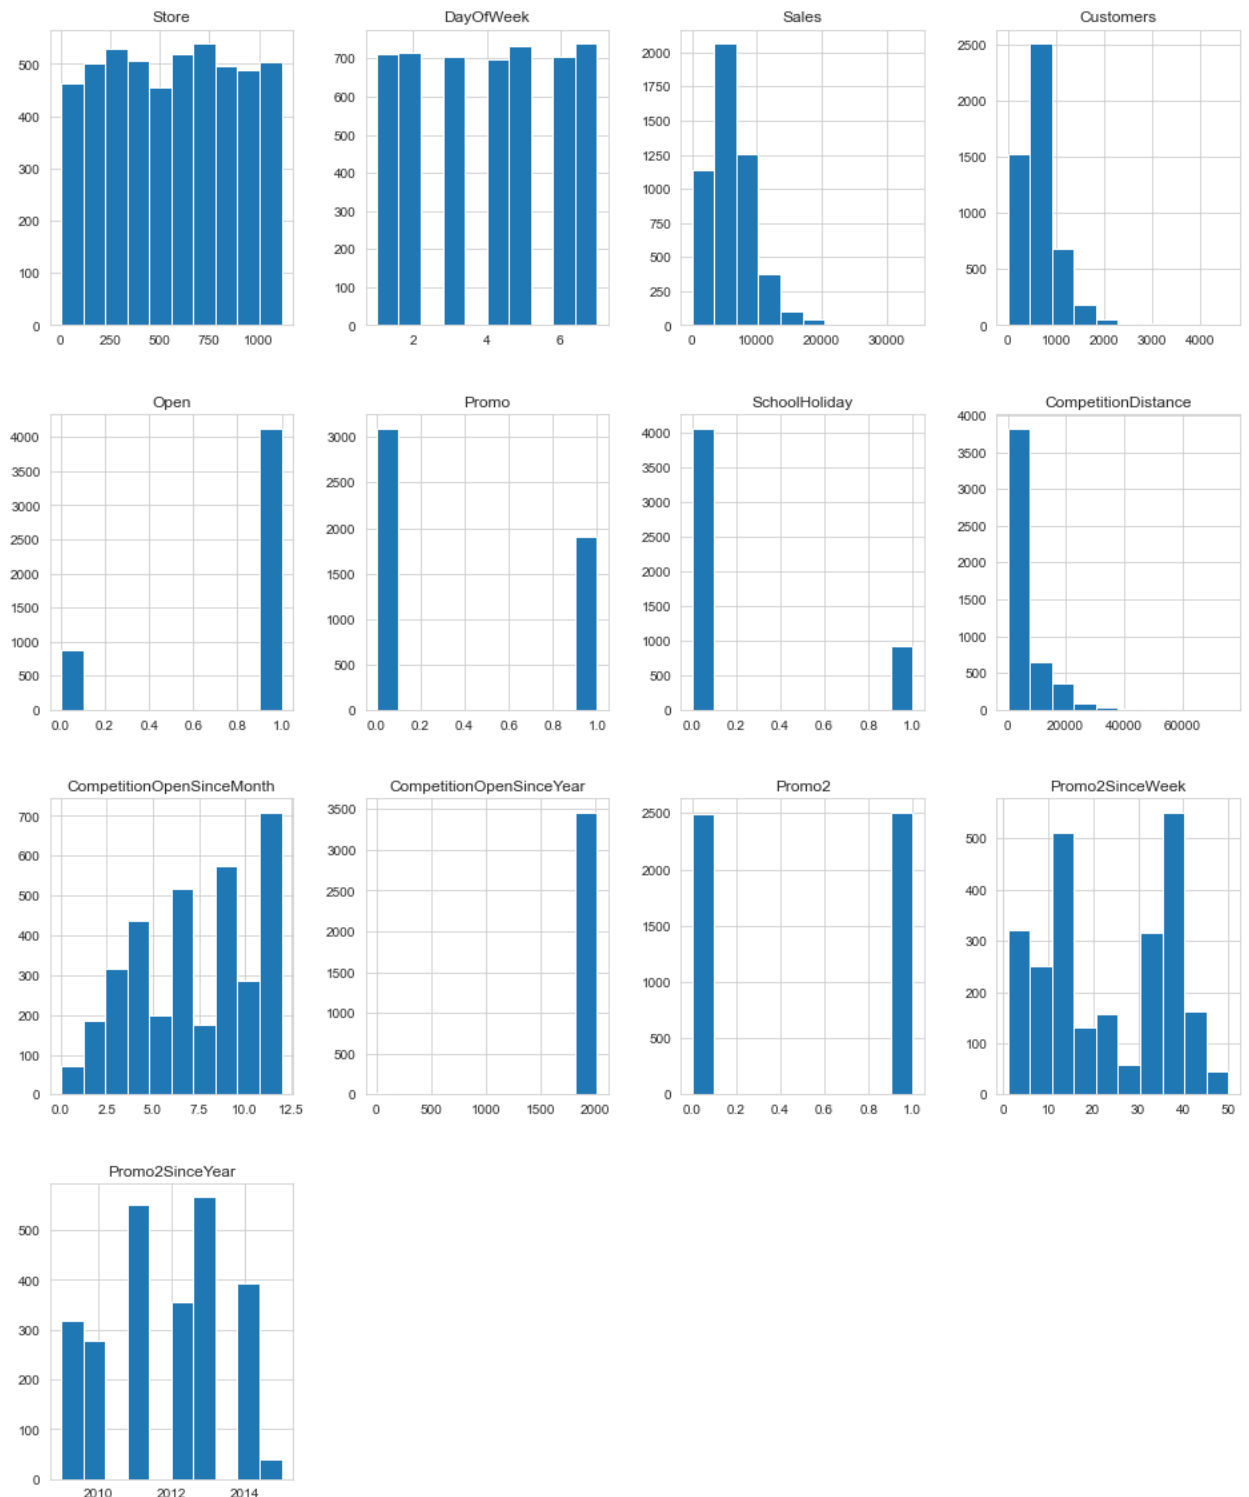 Store DayOfWeek Sales Customers
500 400 300 200 100 0
0 250 500 750 1000
700 600 500 400 300 200 100 0
2 4 6
2000 1750 1500 1250 1000 750 500 250 0
0 10000 20000 30000
2500 2000 1500 1000 500 0
0 1000 2000 3000 4000
Open Promo SchoolHoliday CompetitionDistance
4000 3500 3000 2500 2000 1500 1000 500 0
0.0 0.2 0.4 0.6 0.8 1.0
3000 2500 2000 1500 1000 500 0
0.0 0.2 0.4 0.6 0.8 1.0
4000 3500 3000 2500 2000 1500 1000 500 0
0.0 0.2 0.4 0.6 0.8 1.0
4000 3500 3000 2500 2000 1500 1000 500 0
0 20000 40000 60000
CompetitionOpenSinceMonth CompetitionOpenSinceYear Promo2 Promo2SinceWeek
700 600 500 400 300 200 100 0
0.0 2.5 5.0 7.5 10.0 12.5
3500 3000 2500 2000 1500 1000 500 0
0 500 1000 1500 2000
2500 2000 1500 1000 500 0
0.0 0.2 0.4 0.6 0.8 1.0
500 400 300 200 100 0
0 10 20 30 40 50
Promo2SinceYear
500 400 300 200 100 0
2010 2012 2014